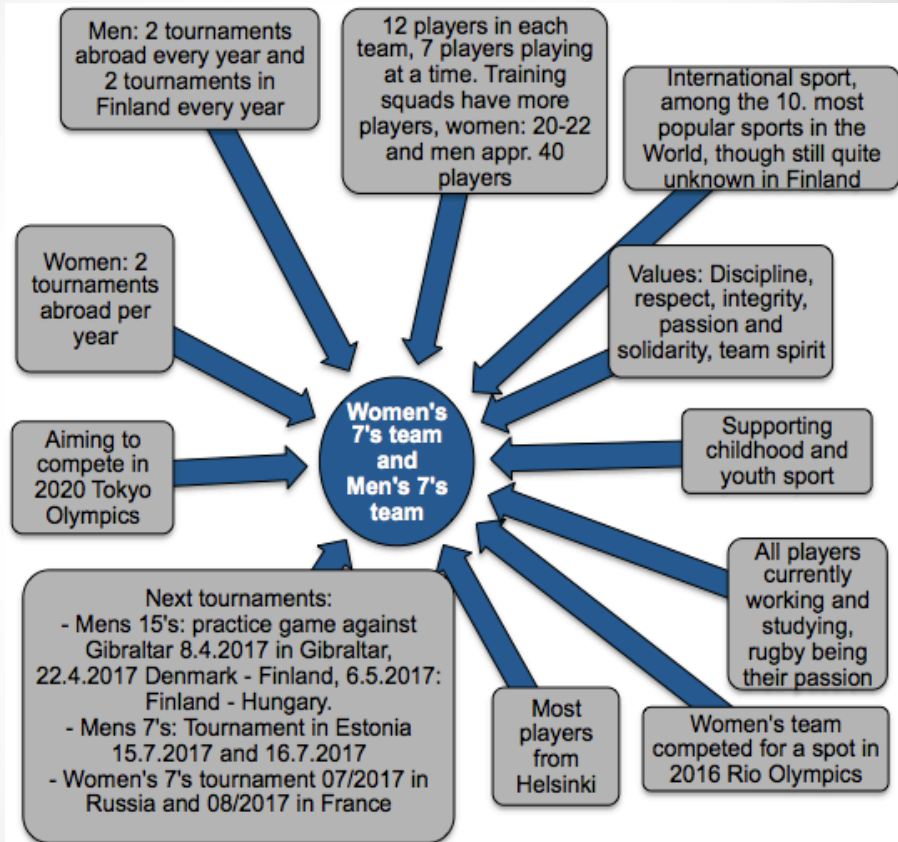 Men: 2 tournaments
abroad every year and
2 tournaments in
Finland every year
12 players in each
team, 7 players playing
at a time. Training
squads have more
players, women: 20-22
and men appr. 40
players
International sport,
among the 10. most
popular sports in the
World, though still quite
unknown in Finland
Women: 2
tournaments
abroad per
year
Values: Discipline,
respect, integrity,
passion and
solidarity, team spirit
Women's
7's team
and
Men's 7's
team
Aiming to
compete in
2020 Tokyo
Olympics
Supporting
childhood and
youth sport
All players
currently
working and
studying,
rugby being
their passion
Next tournaments:
- Mens 15's: practice game against
Gibraltar 8.4.2017 in Gibraltar,
22.4.2017 Denmark - Finland, 6.5.2017:
Finland - Hungary.
- Mens 7's: Tournament in Estonia
15.7.2017 and 16.7.2017
- Women's 7's tournament 07/2017 in
Russia and 08/2017 in France
Most
players
from
Helsinki
Women's team
competed for a spot in
2016 Rio Olympics